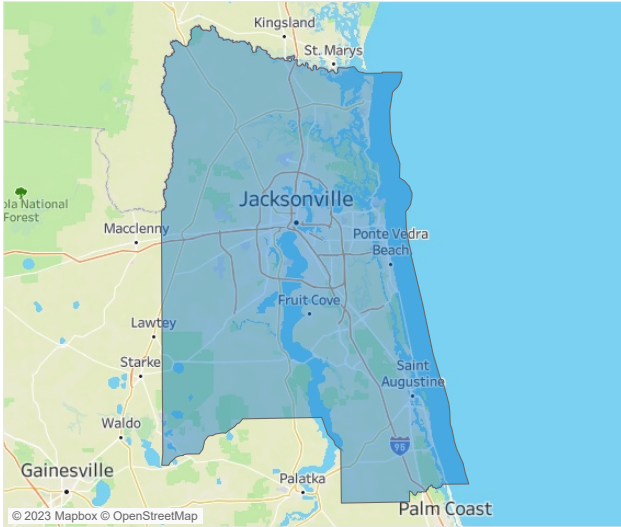 Kingsland
St. Marys
ola National
Forest
Jacksonville
Macclenny
Ponte Vedra
Beach
Fruit Cove
Lawtey
Starke
Saint
Augustine
Waldo
95
Gainesville
Palatka
Palm Coast
© 2023 Mapbox © OpenStreetMap